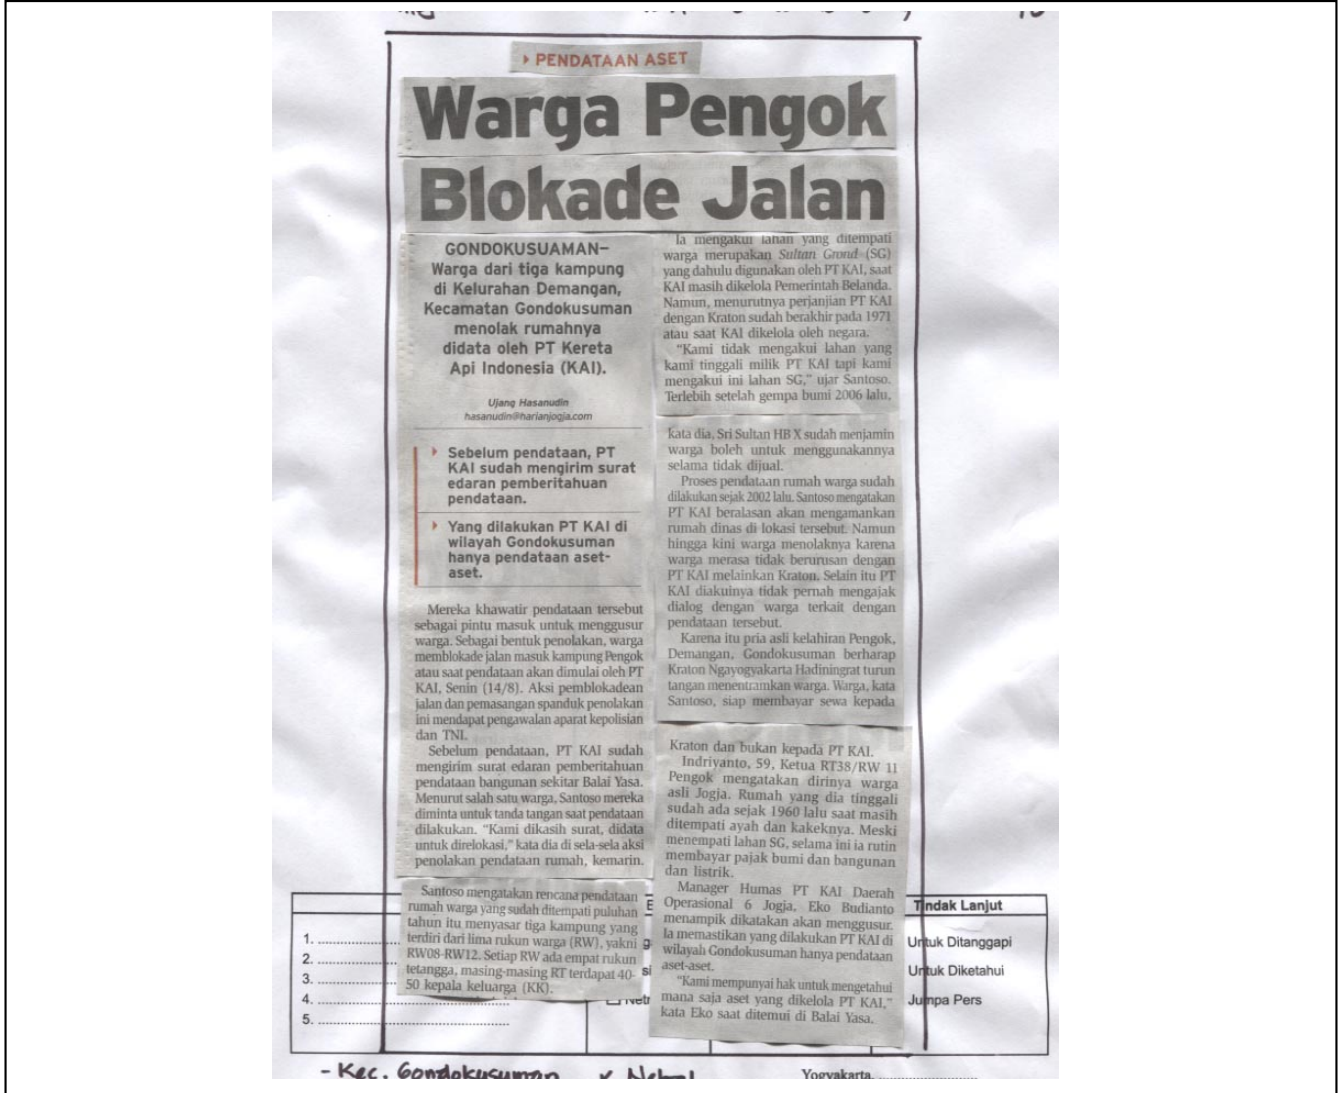 PENDATAAN ASET
Warga Pengok
Blokade Jalan
GONDOKUSUAMAN—
Warga dari tiga kampung
di Kelurahan Demangan,
Kecamatan Gondokusuman
menolak rumahnya
didata oleh PT Kereta
Api Indonesia (KAI).
Ujang Hasanudin
hasanudin@harianjogja.com
Sebelum pendataan, PT
KAI sudah mengirim surat
edaran pemberitahuan
pendataan.
Yang dilakukan PT KAI di
wilayah Gondokusuman
hanya pendataan aset-
aset.
Mereka khawatir pendataan tersebut
sebagai pintu masuk untuk menggusur
warga. Sebagai bentuk penolakan, warga
memblokade jalan masuk kampung Pengok
atau saat pendataan akan dimulai oleh PT
KAI, Senin (14/8). Aksi pemblokadean
jalan dan pemasangan spanduk penolakan
ini mendapat pengawalan aparat kepolisian
dan TNI.
Sebelum pendataan, PT KAI sudah
mengirim surat edaran pemberitahuan
pendataan bangunan sekitar Balai Yasa.
Menurut salah satu warga, Santoso mereka
diminta untuk tanda tangan saat pendataan
dilakukan. “Kami dikasih surat, didata
untuk direlokasi,” kata dia di sela-sela aksi
penolakan pendataan rumah, kemarin.
Santoso mengatakan rencana pendataan
rumah warga yang sudah ditempati puluhan
tahun itu menyasar tiga kampung yang
terdiri dari lima rukun warga (RW), yakni
RW08-RW12. Setiap RW ada empat rukun
tetangga, masing-masing RT terdapat 40-
50 kepala keluarga (KK).
Ia mengakui lahan yang ditempati
warga merupakan Sultan Grond (SG)
yang dahulu digunakan oleh PT KAI, saat
KAI masih dikelola Pemerintah Belanda.
Namun, menurutnya perjanjian PT KAI
dengan Kraton sudah berakhir pada 1971
atau saat KAI dikelola oleh negara.
“Kami tidak mengakui lahan yang
kami tinggali milik PT KAI tapi kami
mengakui ini lahan SG,” ujar Santoso.
Terlebih setelah gempa bumi 2006 lalu,
kata dia, Sri Sultan HB X sudah menjamin
warga boleh untuk menggunakannya
selama tidak dijual.
Proses pendataan rumah warga sudah
dilakukan sejak 2002 lalu. Santoso mengatakan
PT KAI beralasan akan mengamankan
rumah dinas di lokasi tersebut. Namun
hingga kini warga menolaknya karena
warga merasa tidak berurusan dengan
PT KAI melainkan Kraton. Selain itu PT
KAI diakuinya tidak pernah mengajak
dialog dengan warga terkait dengan
pendataan tersebut.
Karena itu pria asli kelahiran Pengok,
Demangan, Gondokusuman berharap
Kraton Ngayogyakarta Hadiningrat turun
tangan menentramkan warga. Warga, kata
Santoso, siap membayar sewa kepada
Kraton dan bukan kepada PT KAI.
Indriyanto, 59, Ketua RT38/RW 11
Pengok mengatakan dirinya warga
asli Jogja. Rumah yang dia tinggali
sudah ada sejak 1960 lalu saat masih
ditempati ayah dan kakeknya. Meski
menempati lahan SG, selama ini ia rutin
membayar pajak bumi dan bangunan
dan listrik.
Manager Humas PT KAI Daerah
Operasional 6 Jogja, Eko Budianto
menampik dikatakan akan menggusur.
Ia memastikan yang dilakukan PT KAI di
wilayah Gondokusuman hanya pendataan
aset-aset.
“Kami mempunyai hak untuk mengetahui
mana saja aset yang dikelola PT KAI,”
kata Eko saat ditemui di Balai Yasa.
Tindak Lanjut
Untuk Ditanggapi
Untuk Diketahui
Jumpa Pers
1.
2.
3.
4.
5.
- Kec. Gondokusuman
Yogyakarta,